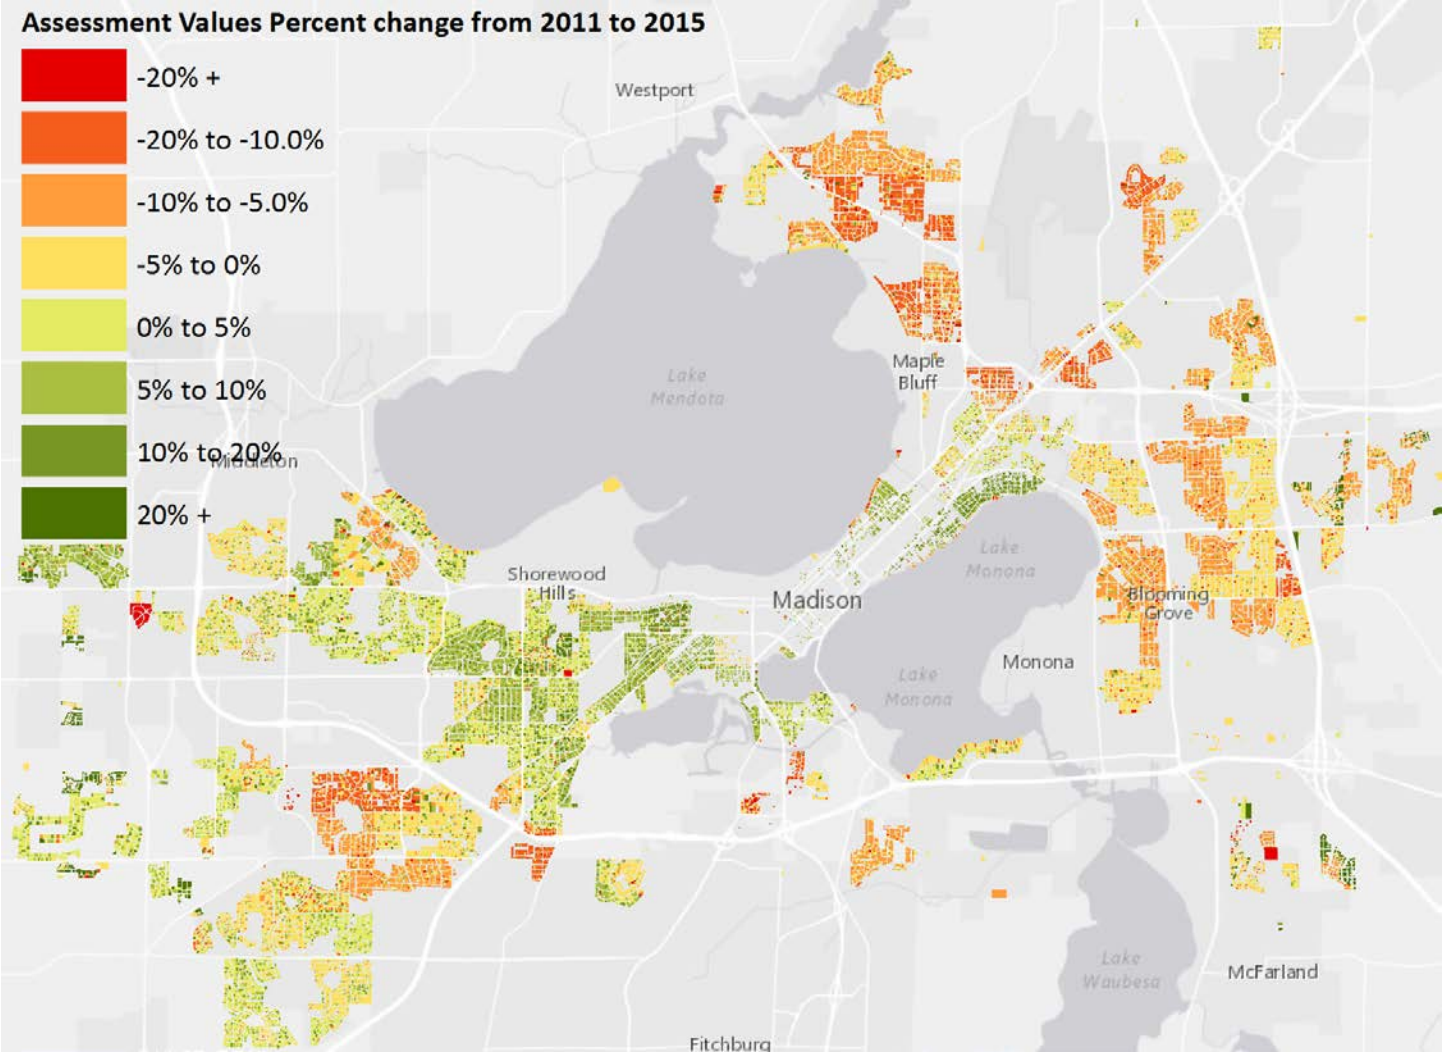 Assessment Values Percent change from 2011 to 2015
-20% +
-20% to -10.0%
-10% to -5.0%
-5% to 0%
0% to 5%
5% to 10%
10% to 20%
20% +
Westport
Maple
Bluff
Lake
Mendota
Middleton
Shorewood
Hills
Lake
Monona
Madison
Blooming
Grove
Monona
Lake
Monona
Lake
Waubesa
McFarland
Fitchburg